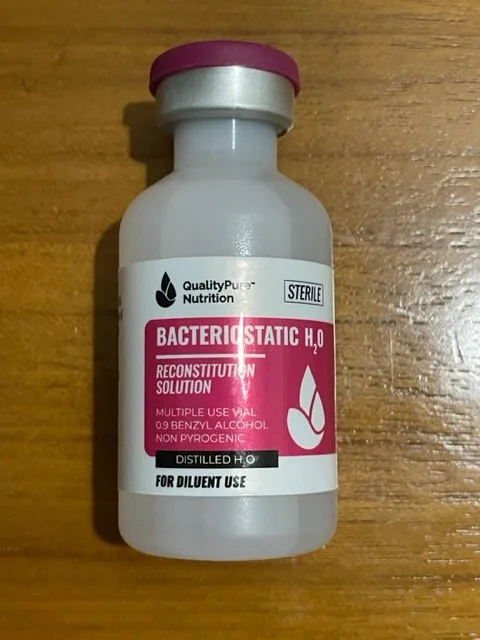 QualityPure™
Nutrition
STERILE
BACTERIOSTATIC H₂O
RECONSTITUTION
SOLUTION
MULTIPLE USE VIAL
0.9 BENZYL ALCOHOL
NON PYROGENIC
DISTILLED H₂O
FOR DILUENT USE